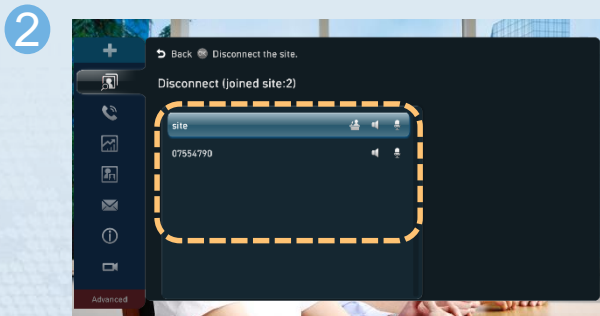 2
Back OK Disconnect the site.
Disconnect (joined site:2)
site
07554790
Advanced